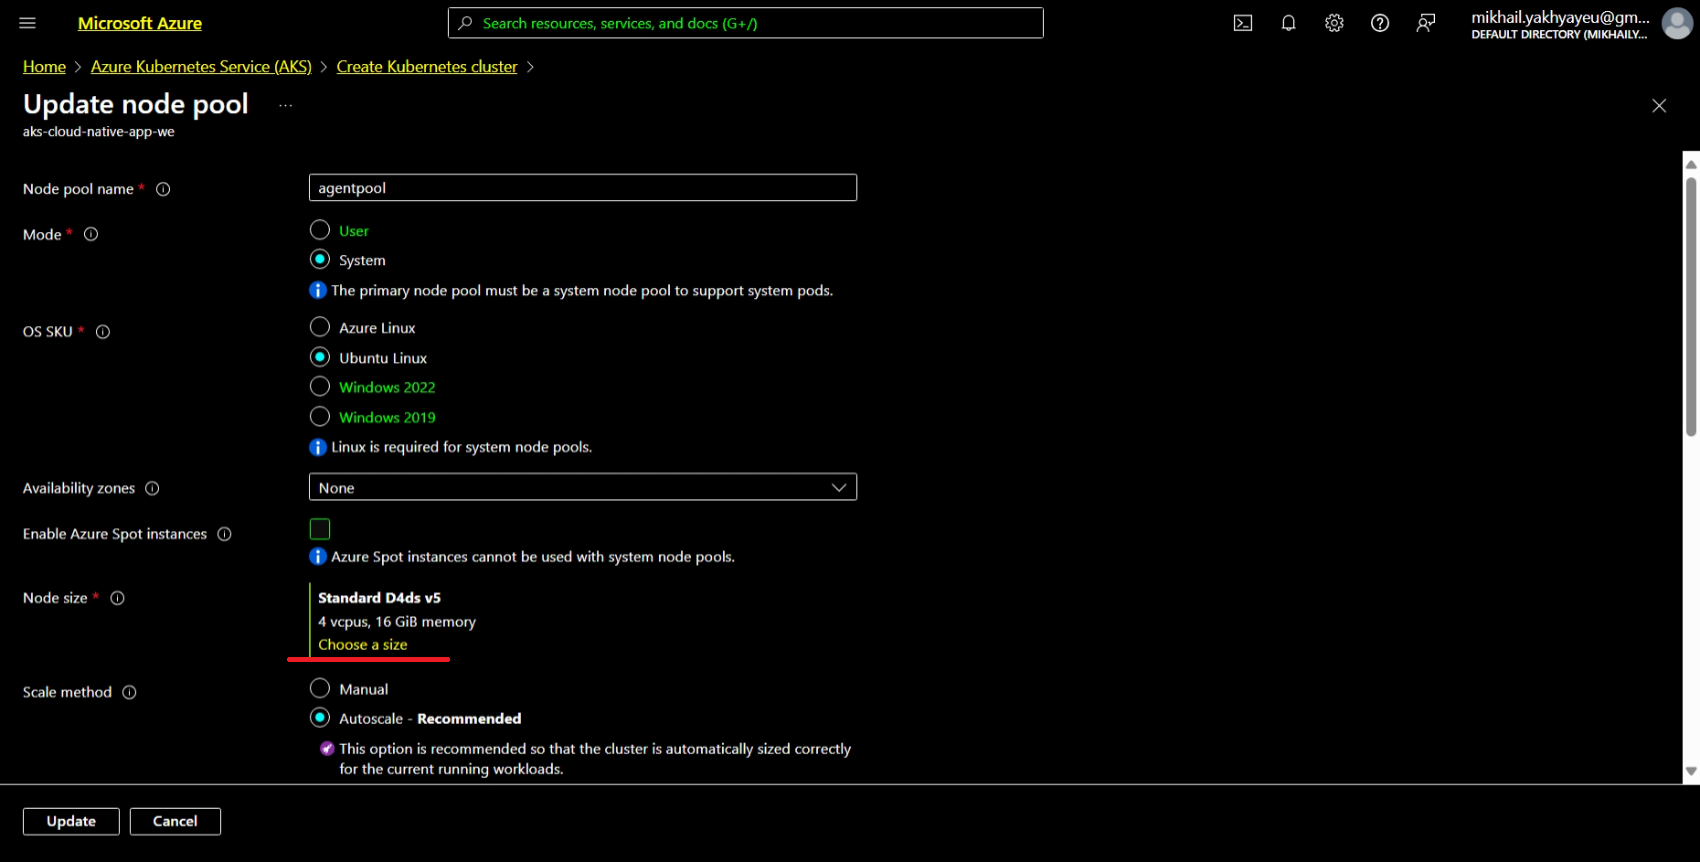 Microsoft Azure
Search resources, services, and docs (G+/)
mikhail.yakhyayeu@gm...
DEFAULT DIRECTORY (MIKHAILY...
Home > Azure Kubernetes Service (AKS) > Create Kubernetes cluster >
Update node pool ...
aks-cloud-native-app-we
Node pool name *
agentpool
Mode *
User
System
The primary node pool must be a system node pool to support system pods.
OS SKU *
Azure Linux
Ubuntu Linux
Windows 2022
Windows 2019
Linux is required for system node pools.
Availability zones
None
Enable Azure Spot instances
Azure Spot instances cannot be used with system node pools.
Node size *
Standard D4ds v5
4 vcpus, 16 GiB memory
Choose a size
Scale method
Manual
Autoscale - Recommended
This option is recommended so that the cluster is automatically sized correctly
for the current running workloads.
Update
Cancel